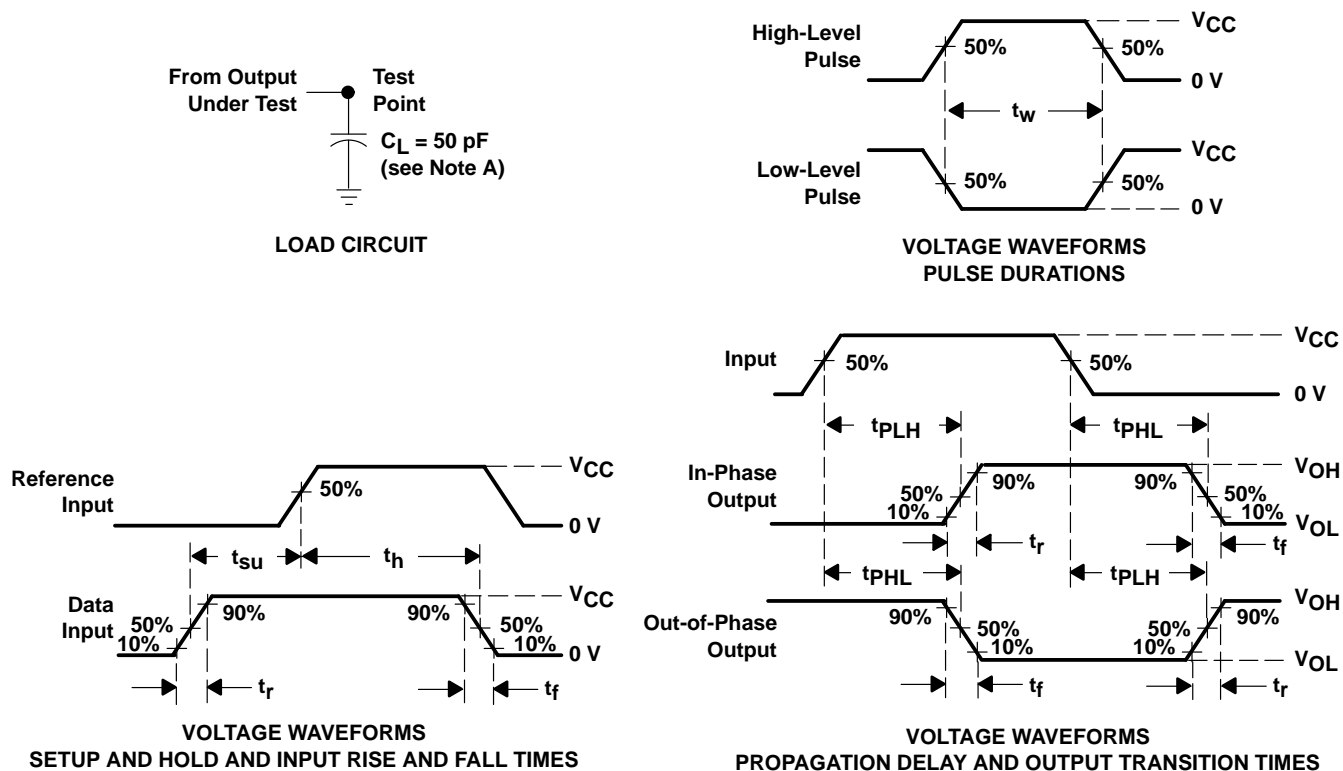 From Output
Under Test
Test
Point
CL = 50 pF
(see Note A)
LOAD CIRCUIT
High-Level
Pulse
50%
50%
VCC
0 V
tw
Low-Level
Pulse
50%
50%
VCC
0 V
VOLTAGE WAVEFORMS
PULSE DURATIONS
Reference
Input
50%
VCC
0 V
tsu
th
Data
Input
50%
10%
90%
90%
50%
10%
VCC
0 V
tr
tf
VOLTAGE WAVEFORMS
SETUP AND HOLD AND INPUT RISE AND FALL TIMES
Input
50%
50%
VCC
0 V
tPLH
tPHL
In-Phase
Output
50%
10%
90%
90%
50%
10%
VOH
VOL
tr
tf
tPHL
tPLH
Out-of-Phase
Output
90%
50%
10%
50%
10%
90%
VOH
VOL
tf
tr
VOLTAGE WAVEFORMS
PROPAGATION DELAY AND OUTPUT TRANSITION TIMES